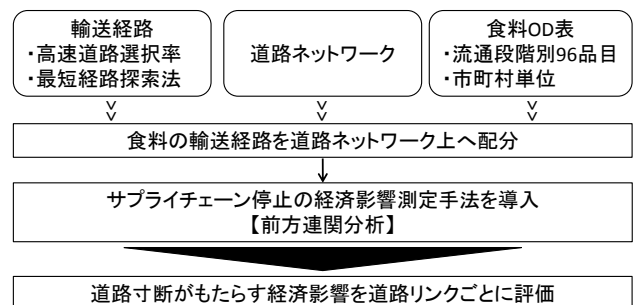 輸送経路
・高速道路選択率
・最短経路探索法
道路ネットワーク
食料OD表
・流通段階別96品目
・市町村単位
食料の輸送経路を道路ネットワーク上へ配分
サプライチェーン停止の経済影響測定手法を導入
【前方連関分析】
道路寸断がもたらす経済影響を道路リンクごとに評価